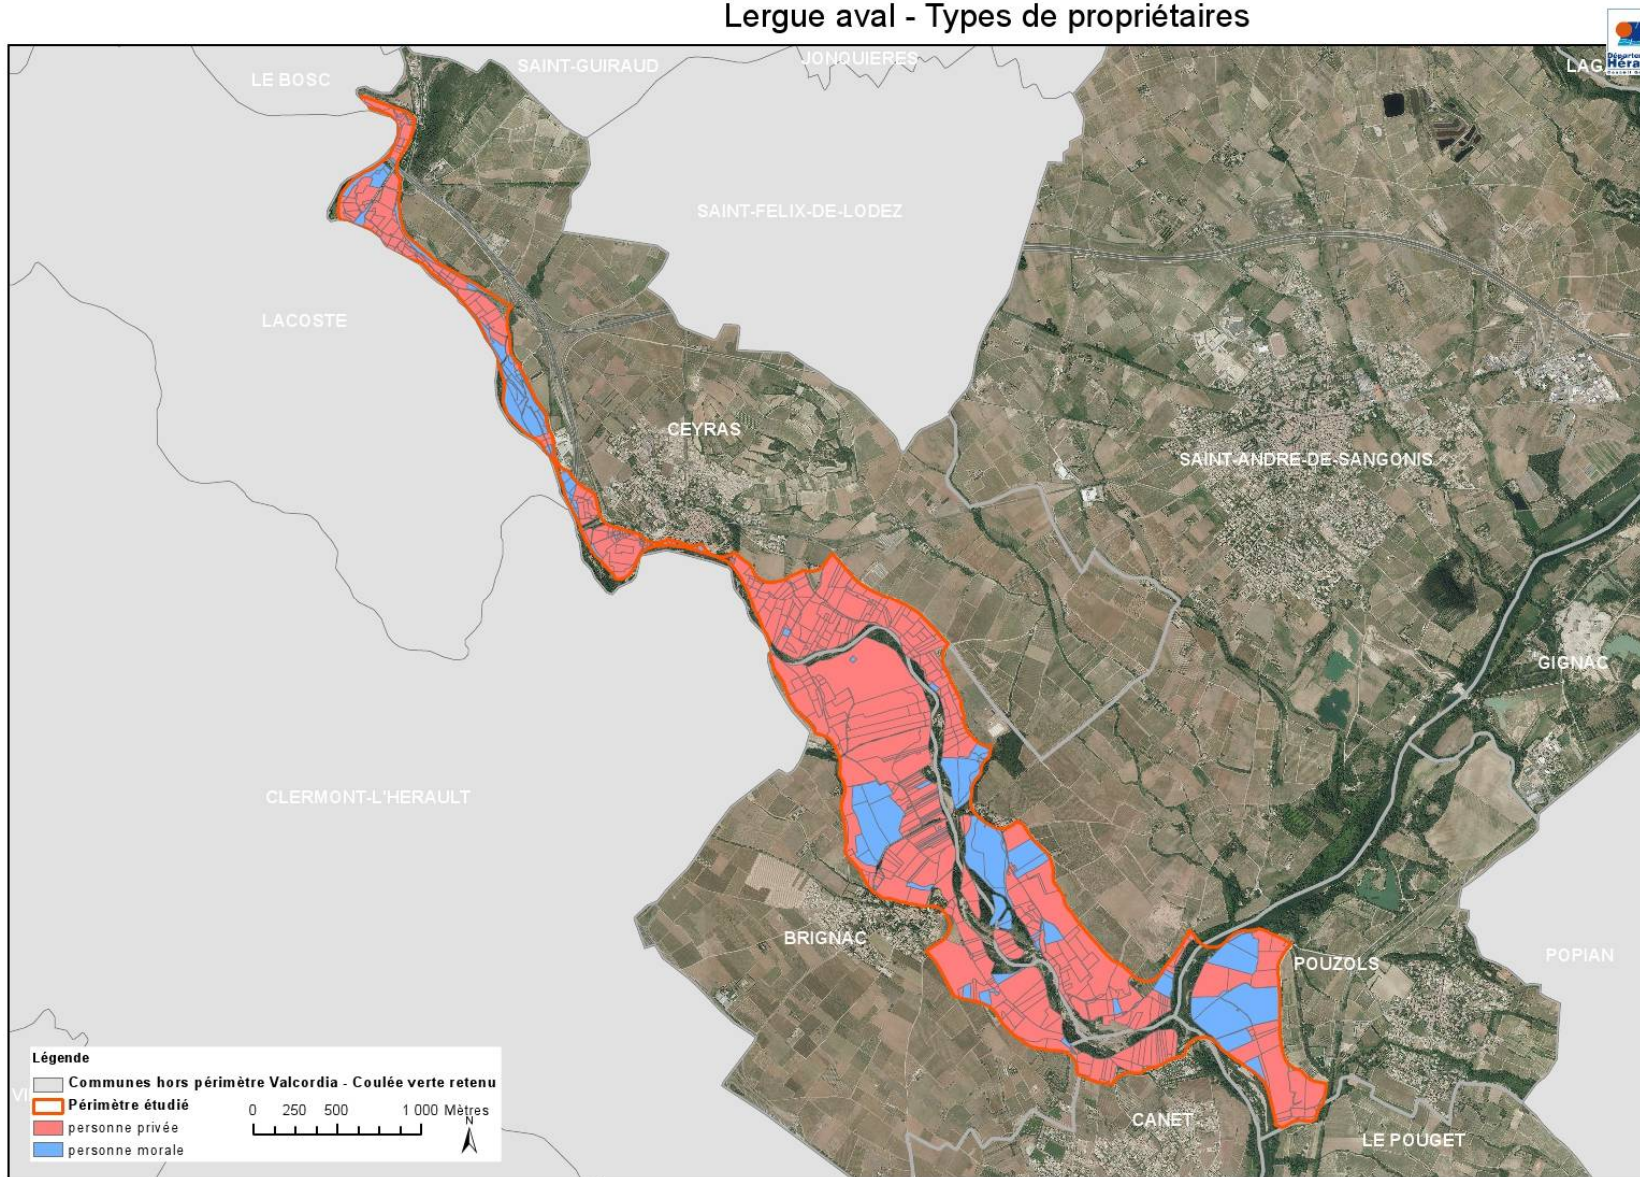 Lergue aval - Types de propriétaires
Hérau
LE BOSC
SAINT-GUIRAUD
JONQUIERES
LAGA
SAINT-FELIX-DE-LODEZ
LACOSTE
CEYRAS
SAINT-ANDRE-DE-SANGONIS
GIGNAC
CLERMONT-L'HERAULT
BRIGNAC
POUZOLS
POPIAN
CANET
LE POUGET
Légende
Communes hors périmètre Valcordia - Coulée verte retenu
Périmètre étudié
personne privée
personne morale
0 250 500 1 000 Mètres
N